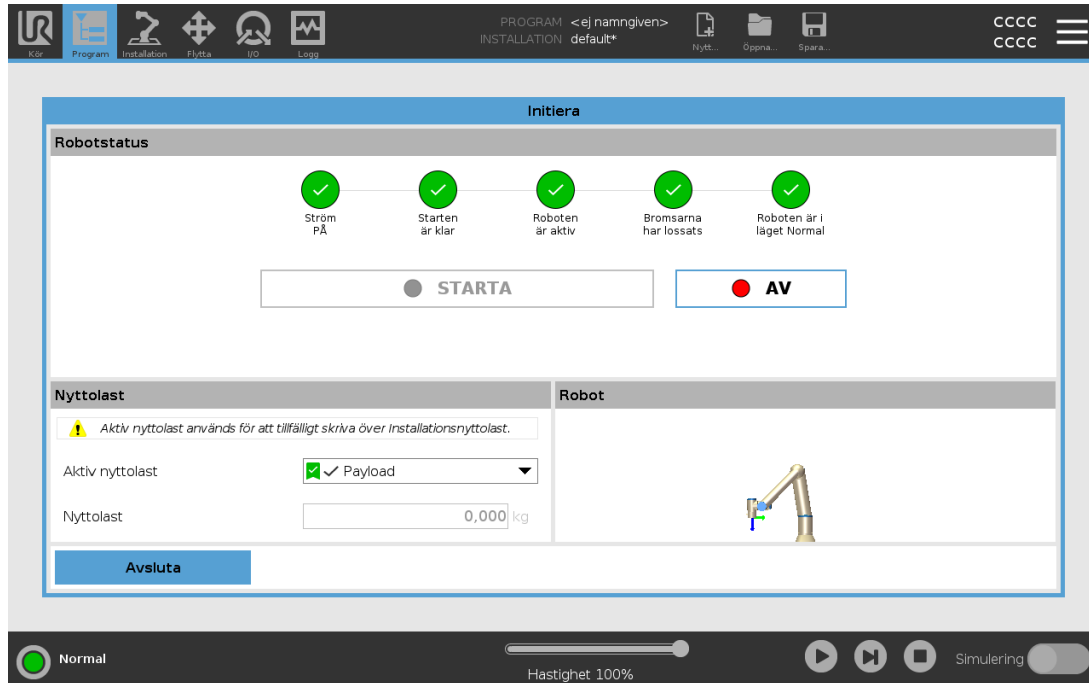 UR
Kör
Program
Installation
Flytta
I/O
Logg
PROGRAM <ej namngiven>
INSTALLATION default*
Nytt...
Öppna...
Spara...
CCCC
CCCC
Initiera
Robotstatus
Ström
PÅ
Starten
är klar
Roboten
är aktiv
Bromsarna
har lossats
Roboten är i
läget Normal
STARTA
AV
Nyttolast
Robot
Aktiv nyttolast används för att tillfälligt skriva över Installationsnyttolast.
Aktiv nyttolast
Payload
Nyttolast
0,000 kg
Avsluta
Normal
Hastighet 100%
Simulering